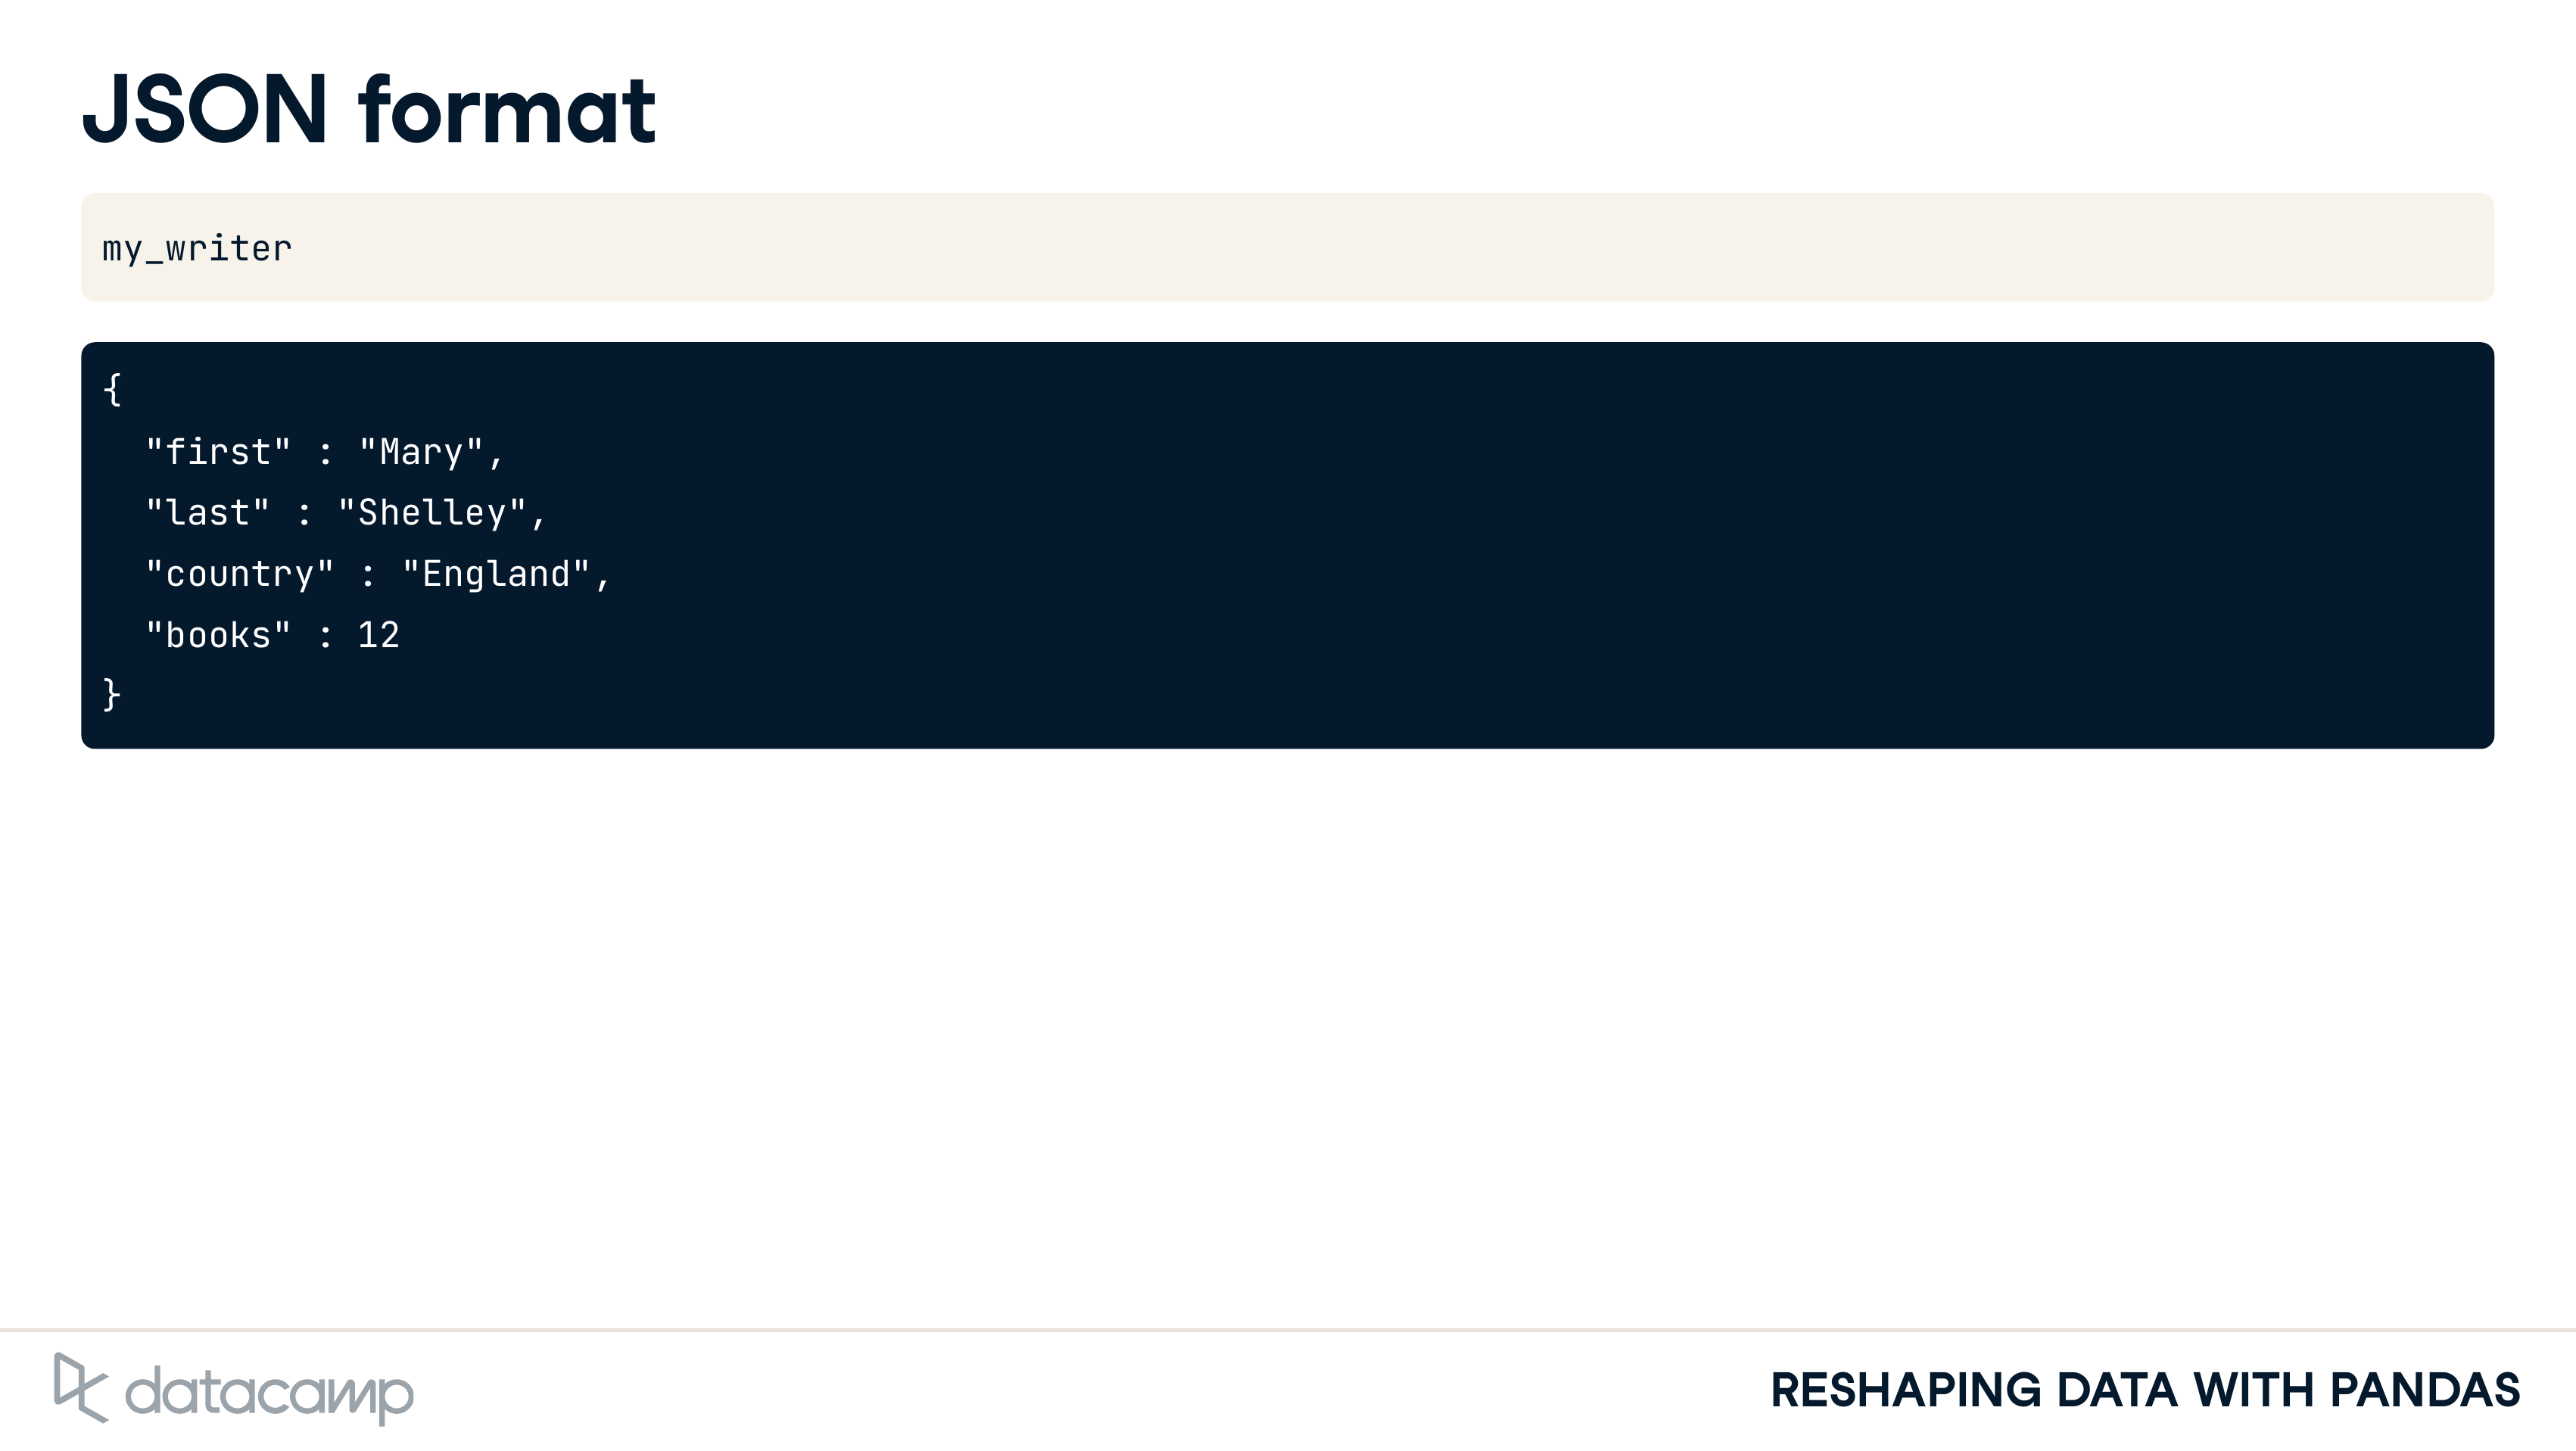 JSON format
my_writer
{
  "first" : "Mary",
  "last" : "Shelley",
  "country" : "England",
  "books" : 12
}
datacamp
RESHAPING DATA WITH PANDAS